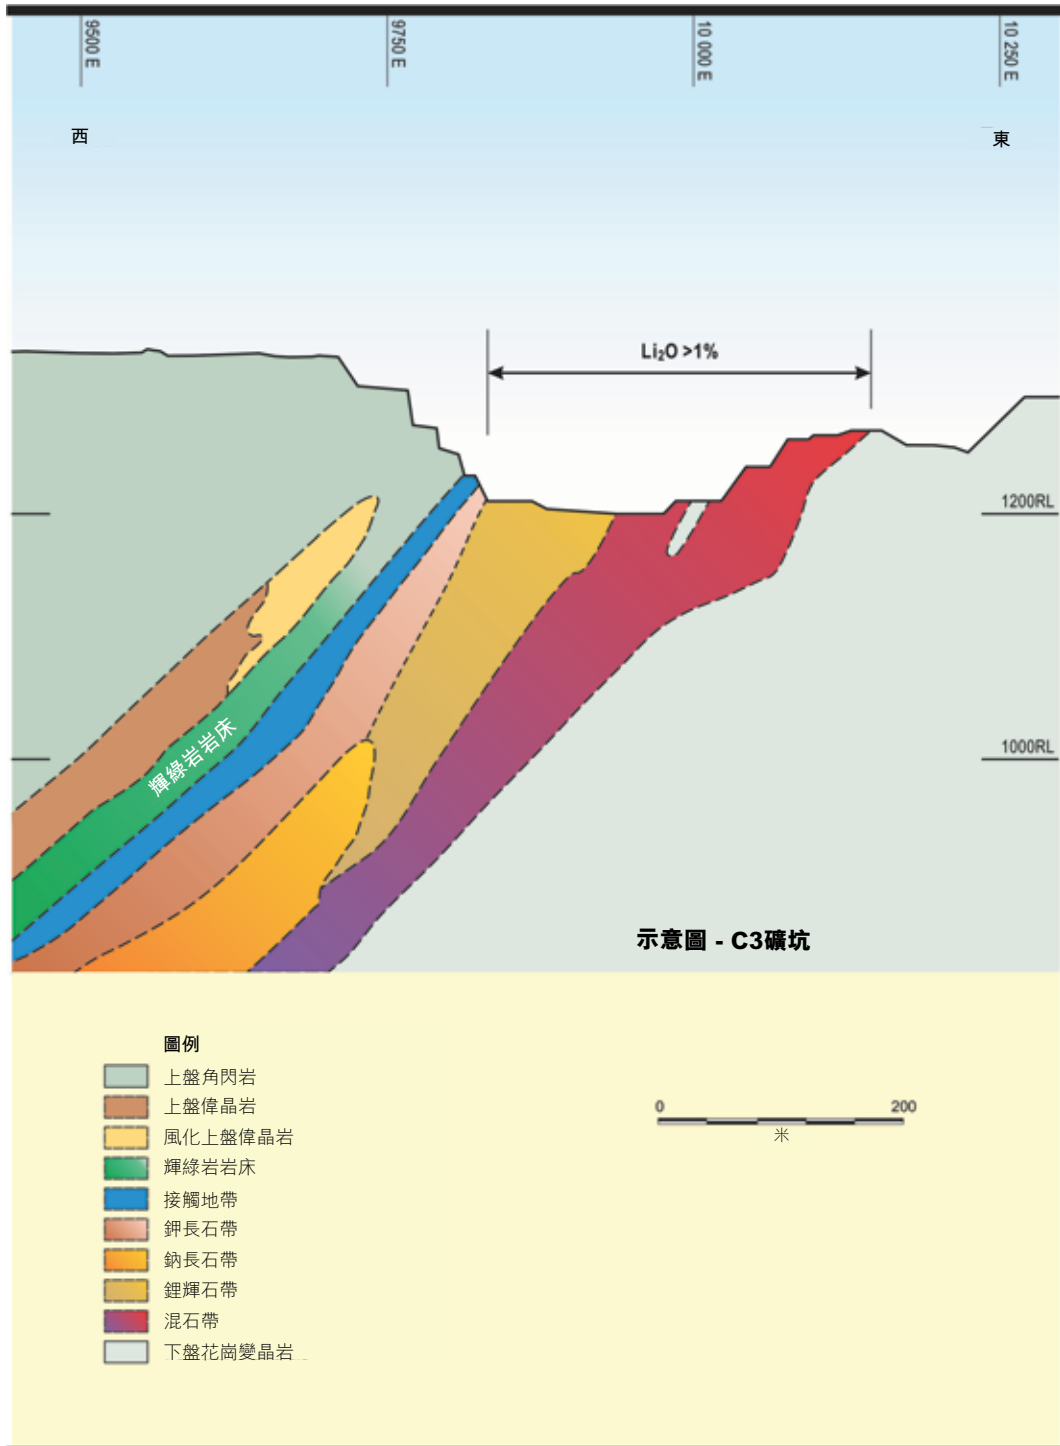 9500 E
9750 E
10 000 E
10 250 E
西
東
Li₂O >1%
1200RL
1000RL
輝綠岩岩床
示意圖 - C3礦坑
圖例
上盤角閃岩
上盤偉晶岩
風化上盤偉晶岩
輝綠岩岩床
接觸地帶
鉀長石帶
鈉長石帶
鋰輝石帶
混石帶
下盤花崗變晶岩
0 200
米